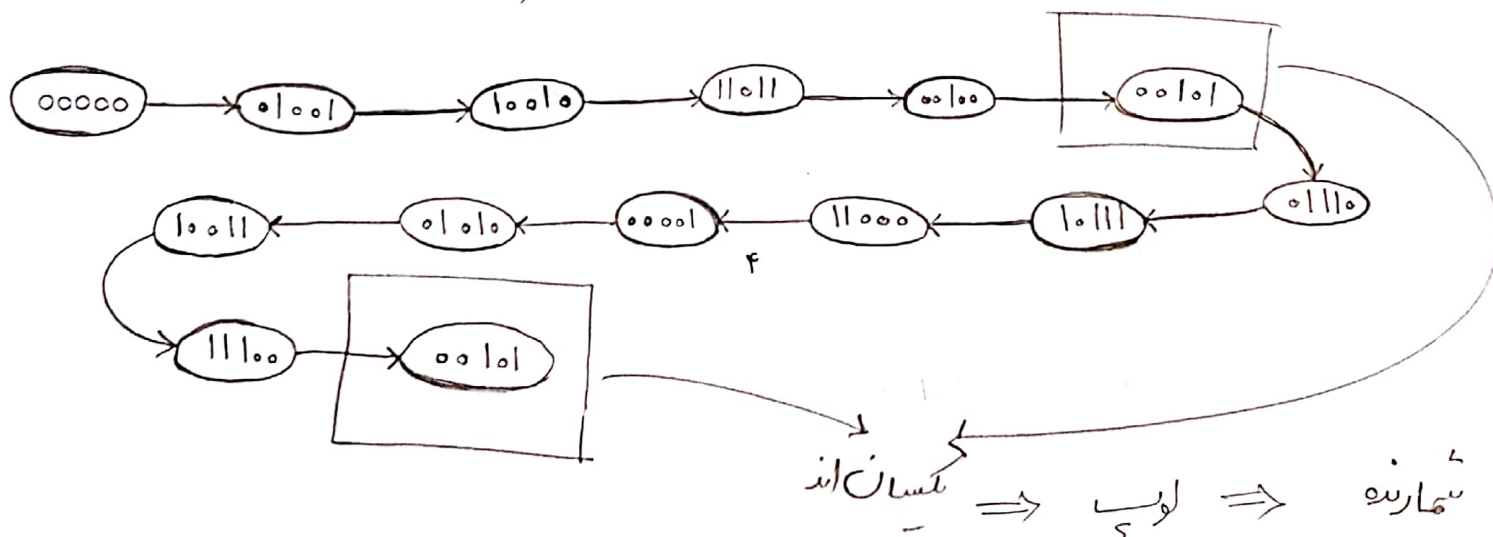 00000 → 01001 → 10010 → 11011 → 00100 → 00101
10011 ← 01010 ← 00001 ← 11000 ← 10111 ← 01110
۴
11100 → 00101
یکسان‌اند ⇒ لوپ ⇒ شمارنده